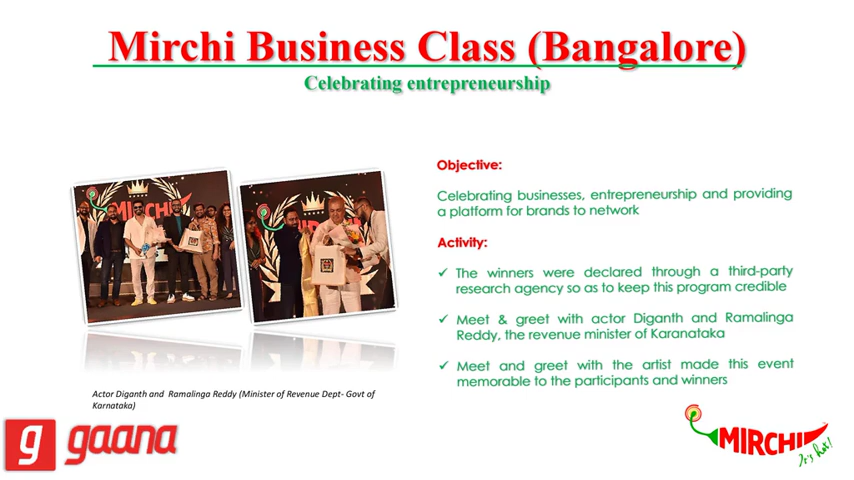 Mirchi Business Class (Bangalore)
Celebrating entrepreneurship
MIRCHI
Objective:
Celebrating businesses, entrepreneurship and providing
a platform for brands to network
Activity:
✓ The winners were declared through a third-party
research agency so as to keep this program credible
✓ Meet & greet with actor Diganth and Ramalinga
Reddy, the revenue minister of Karanataka
✓ Meet and greet with the artist made this event
memorable to the participants and winners
Actor Diganth and Ramalinga Reddy (Minister of Revenue Dept- Govt of
Karnataka)
g gaana
MIRCHI
It's hot!